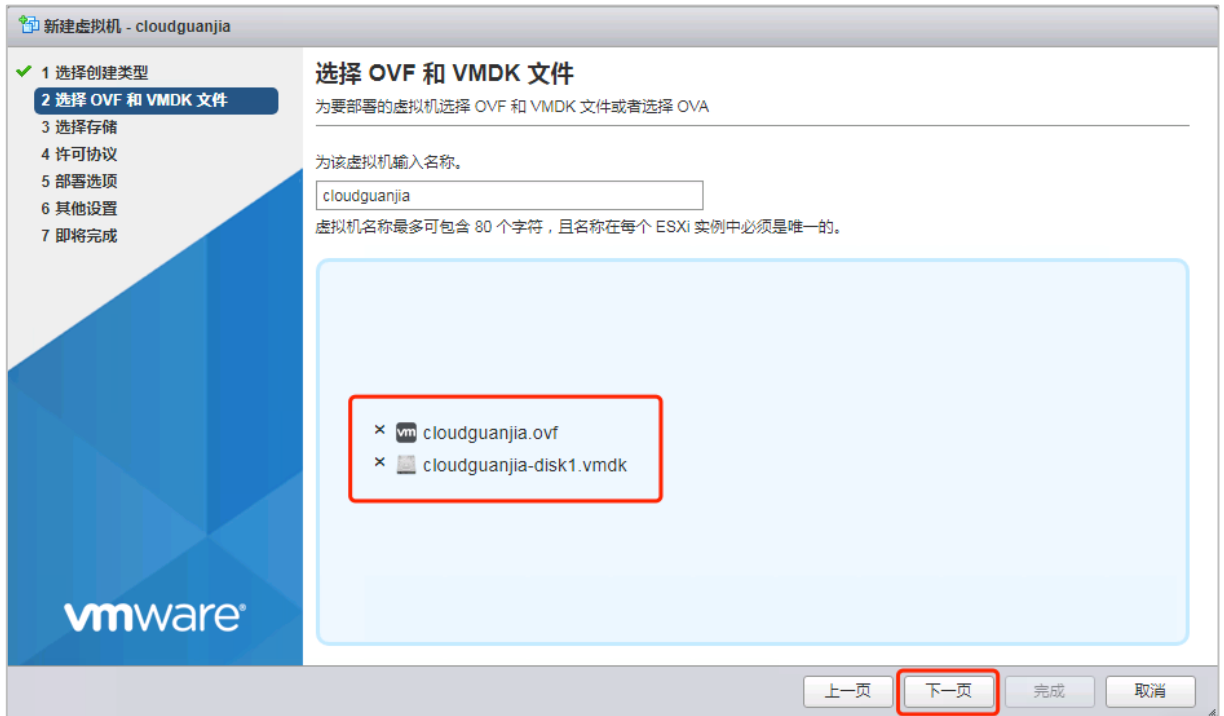 新建虚拟机 - cloudguanjia
1 选择创建类型
2 选择 OVF 和 VMDK 文件
3 选择存储
4 许可协议
5 部署选项
6 其他设置
7 即将完成
vmware®
选择 OVF 和 VMDK 文件
为要部署的虚拟机选择 OVF 和 VMDK 文件或者选择 OVA
为该虚拟机输入名称。
cloudguanjia
虚拟机名称最多可包含 80 个字符，且名称在每个 ESXi 实例中必须是唯一的。
× vm cloudguanjia.ovf
× cloudguanjia-disk1.vmdk
上一页 下一页 完成 取消